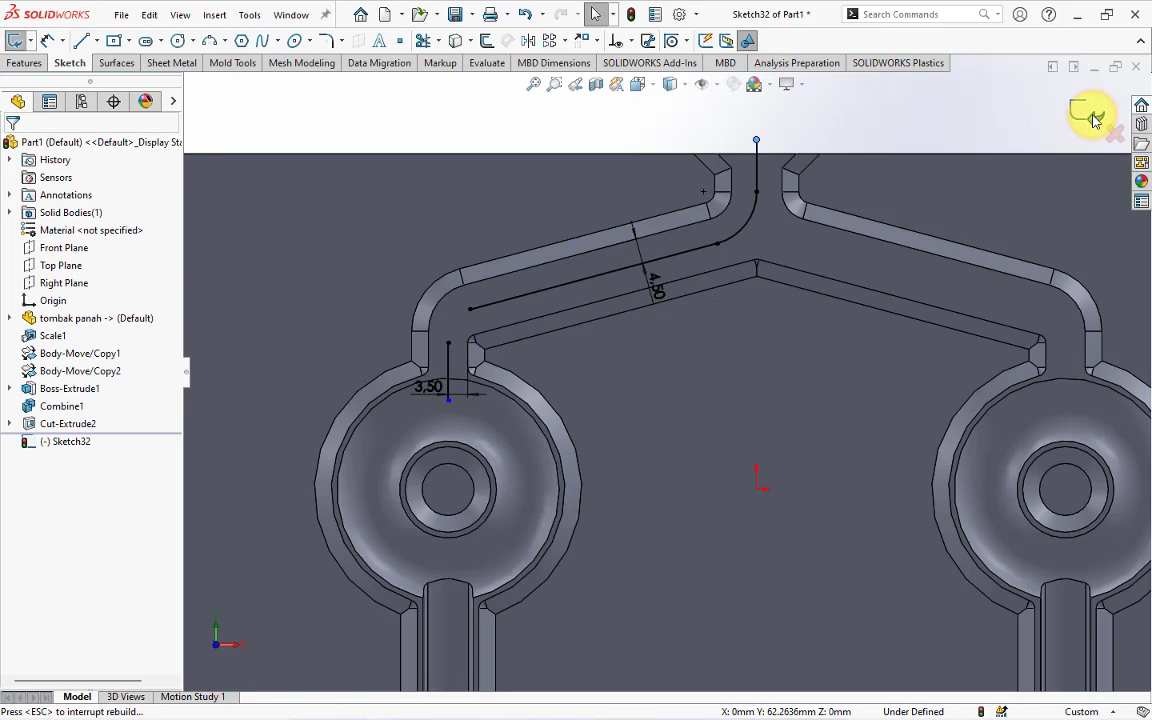 SOLIDWORKS
File
Edit
View
Insert
Tools
Window
Sketch32 of Part1 *
Search Commands
Features
Sketch
Surfaces
Sheet Metal
Mold Tools
Mesh Modeling
Data Migration
Markup
Evaluate
MBD Dimensions
SOLIDWORKS Add-Ins
MBD
Analysis Preparation
SOLIDWORKS Plastics
Part1 (Default) <<Default>_Display Sta
History
Sensors
Annotations
Solid Bodies(1)
Material <not specified>
Front Plane
Top Plane
Right Plane
Origin
tombak panah -> (Default)
Scale1
Body-Move/Copy1
Body-Move/Copy2
Boss-Extrude1
Combine1
Cut-Extrude2
(-) Sketch32
4,50
3,50
Model
3D Views
Motion Study 1
Press <ESC> to interrupt rebuild...
X: 0mm Y: 62.2636mm Z: 0mm
Under Defined
Custom